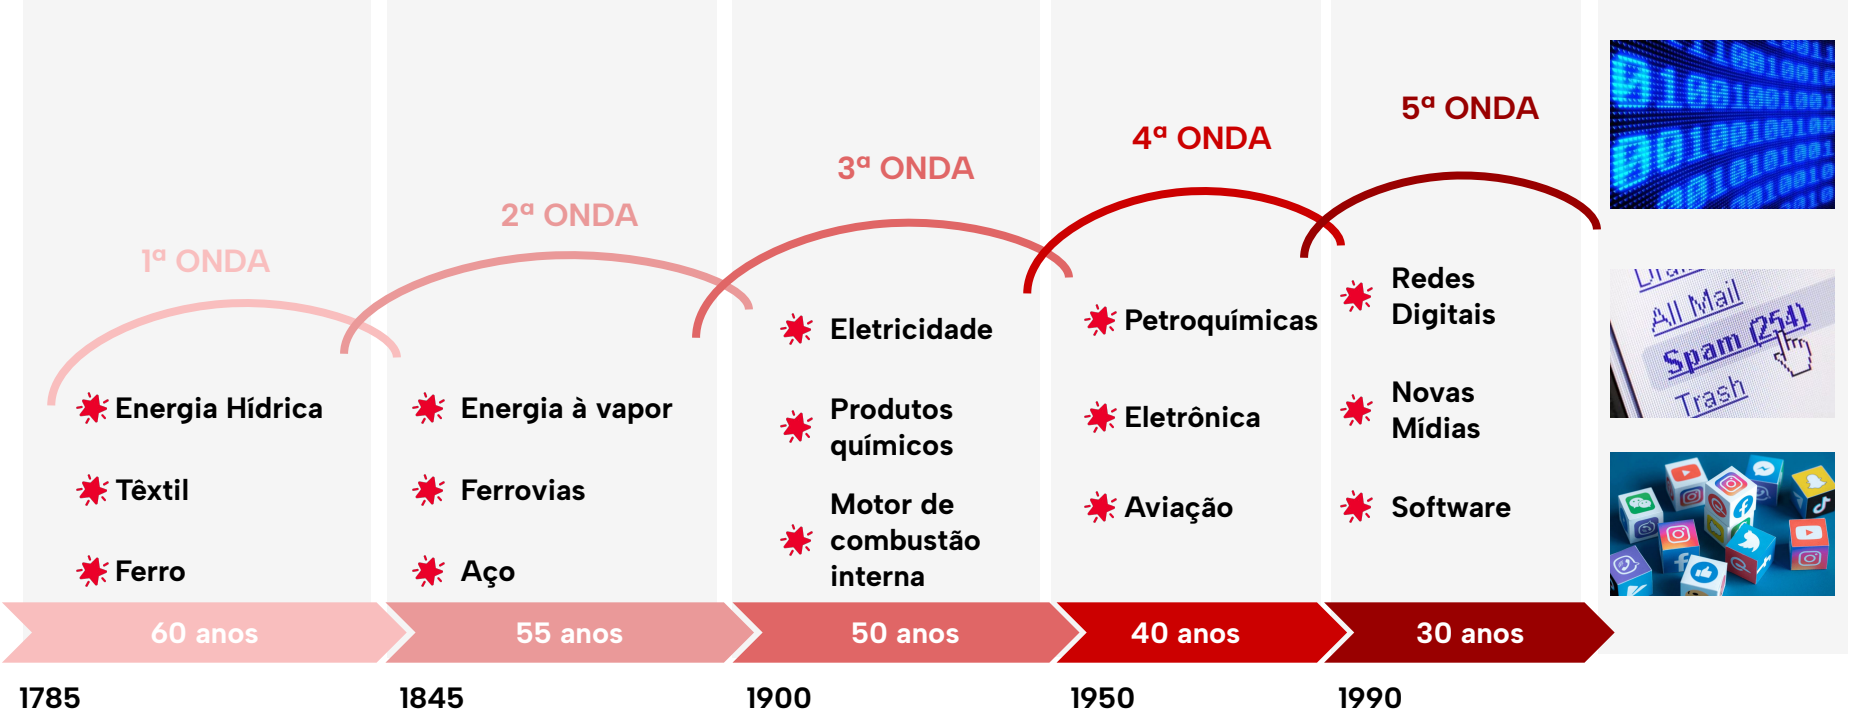 1ª ONDA
2ª ONDA
3ª ONDA
4ª ONDA
5ª ONDA
Energia Hídrica
Têxtil
Ferro
Energia à vapor
Ferrovias
Aço
Eletricidade
Produtos
químicos
Motor de
combustão
interna
Petroquímicas
Eletrônica
Aviação
Redes
Digitais
Novas
Mídias
Software
All Mail
Spam (254)
Trash
60 anos
55 anos
50 anos
40 anos
30 anos
1785
1845
1900
1950
1990